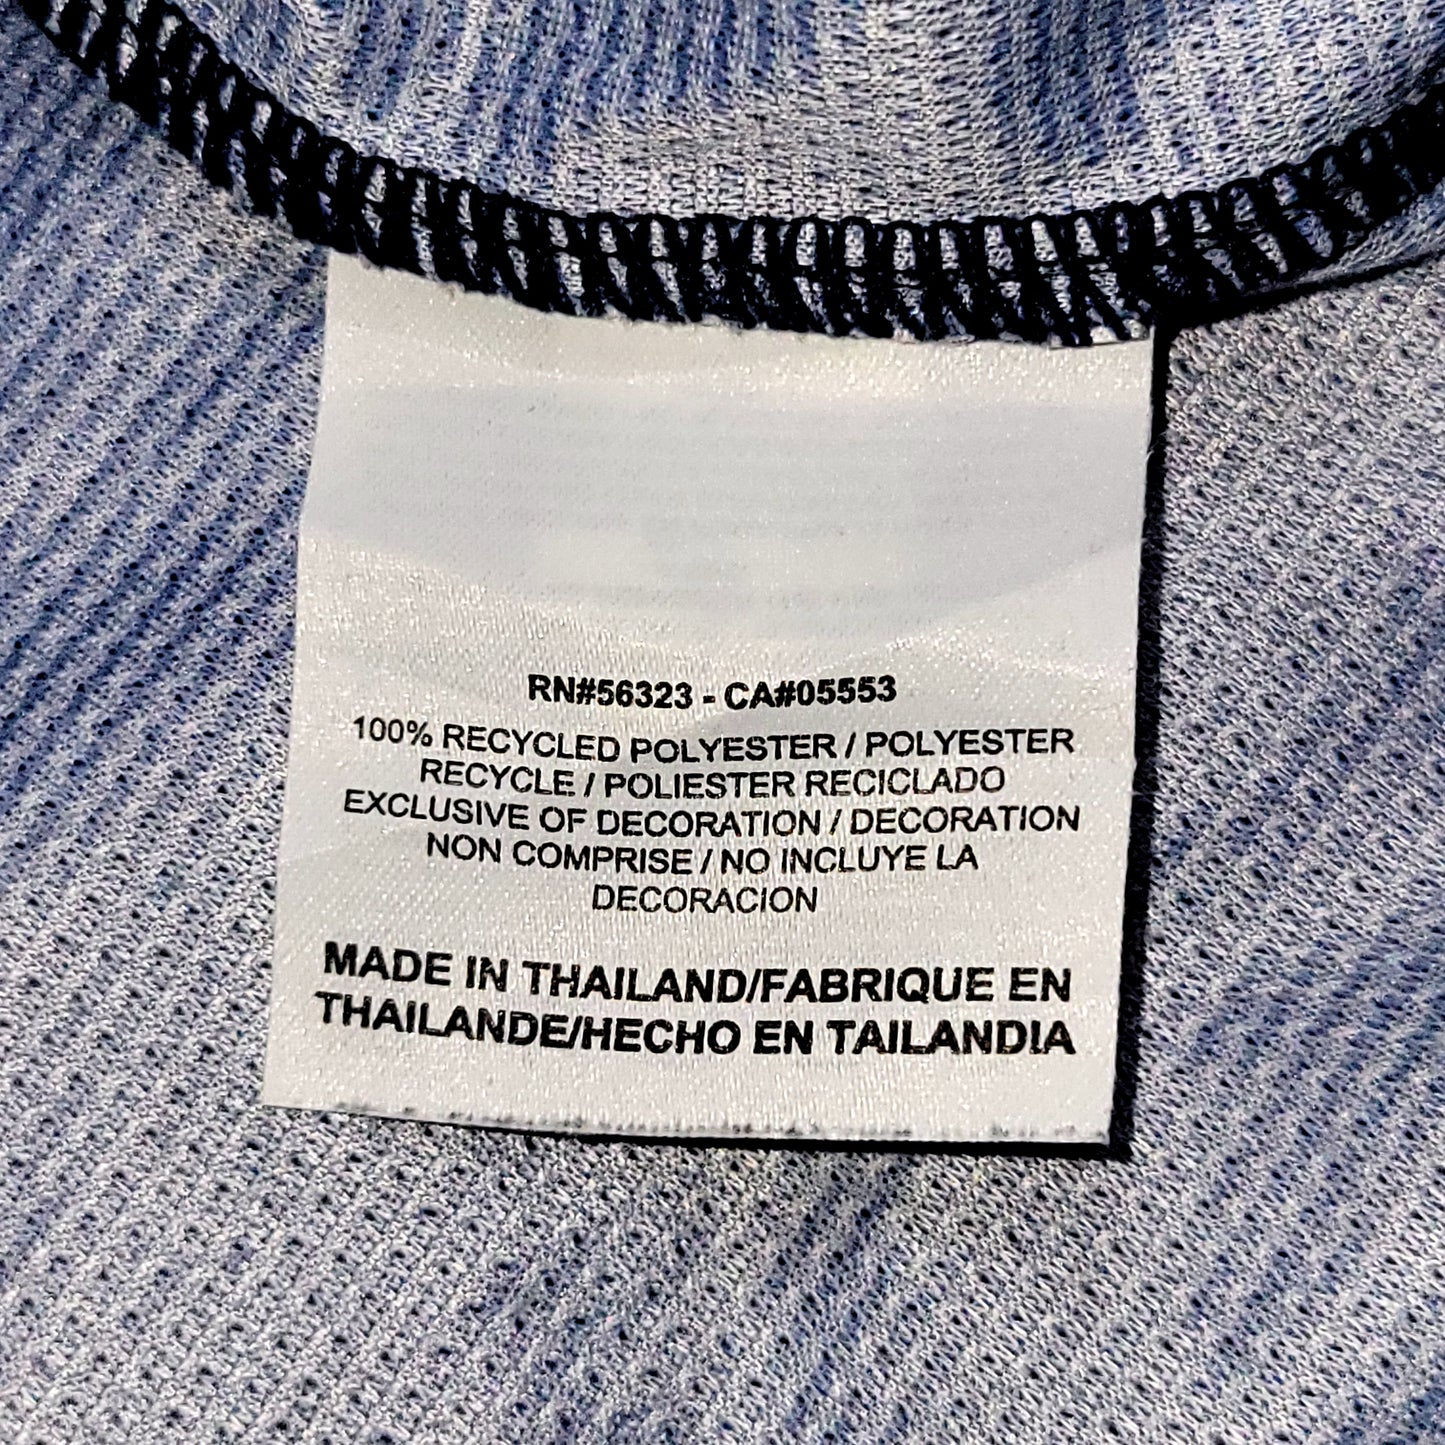 RN#56323 - CA#05553
100% RECYCLED POLYESTER / POLYESTER
RECYCLE / POLIESTER RECICLADO
EXCLUSIVE OF DECORATION / DECORATION
NON COMPRISE / NO INCLUYE LA
DECORACION
MADE IN THAILAND/FABRIQUE EN
THAILANDE/HECHO EN TAILANDIA